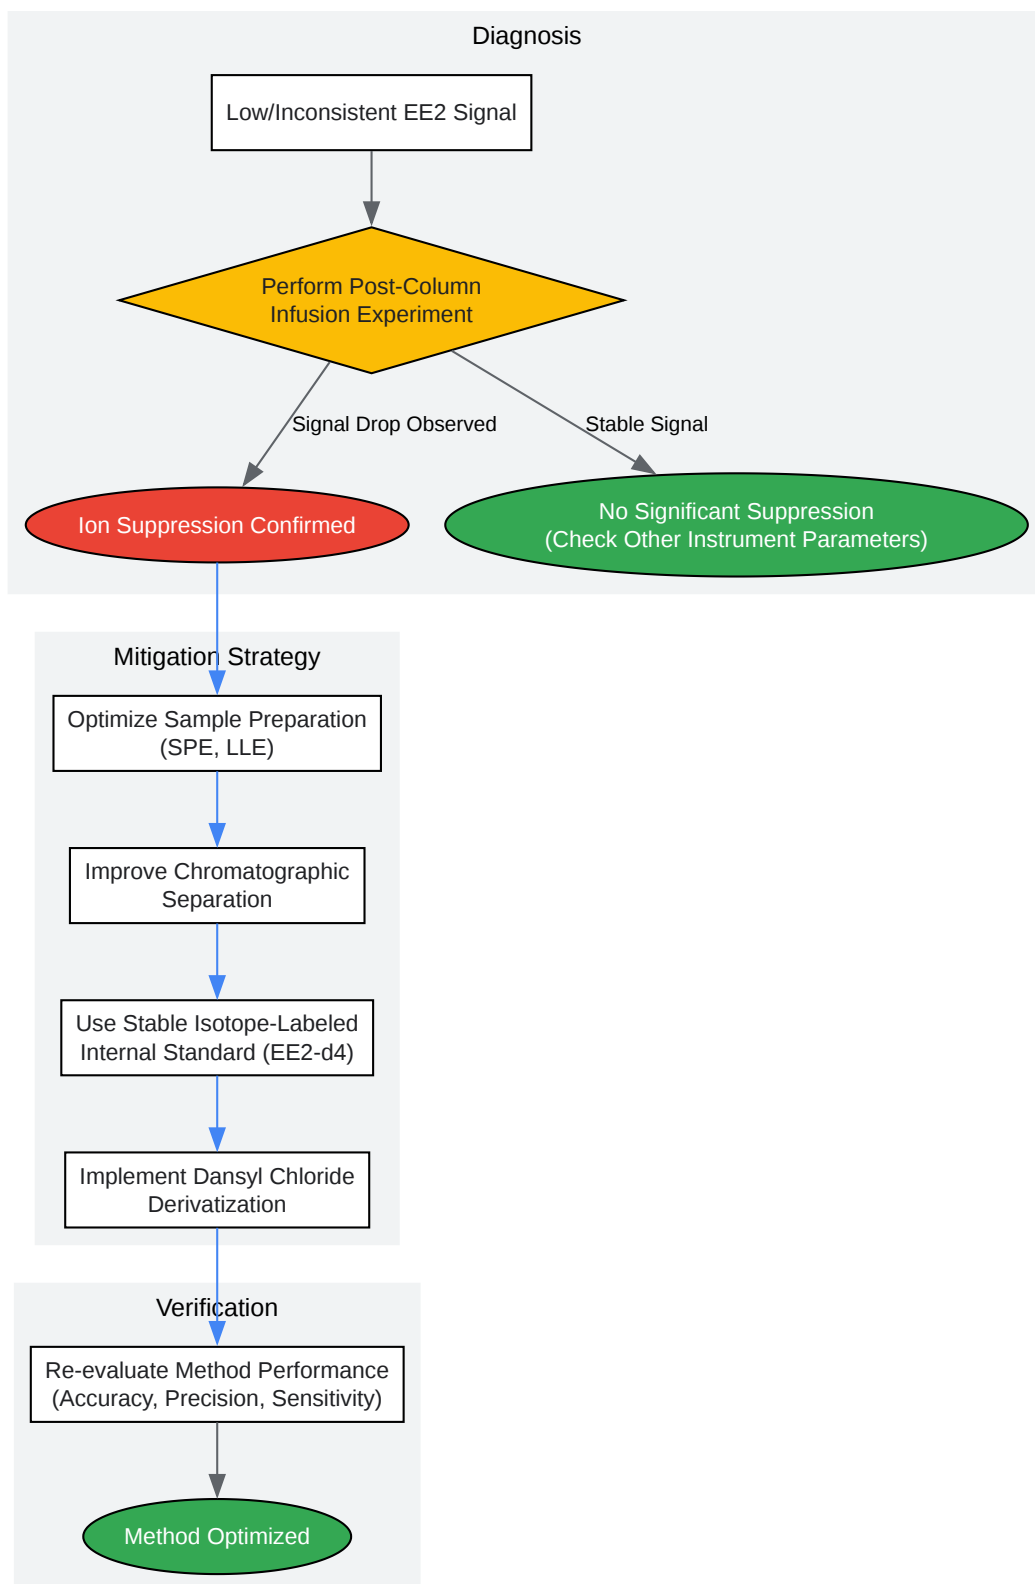 Diagnosis
Low/Inconsistent EE2 Signal
Perform Post-Column
Infusion Experiment
Signal Drop Observed
Stable Signal
Ion Suppression Confirmed
No Significant Suppression
(Check Other Instrument Parameters)
Mitigation Strategy
Optimize Sample Preparation
(SPE, LLE)
Improve Chromatographic
Separation
Use Stable Isotope-Labeled
Internal Standard (EE2-d4)
Implement Dansyl Chloride
Derivatization
Verification
Re-evaluate Method Performance
(Accuracy, Precision, Sensitivity)
Method Optimized